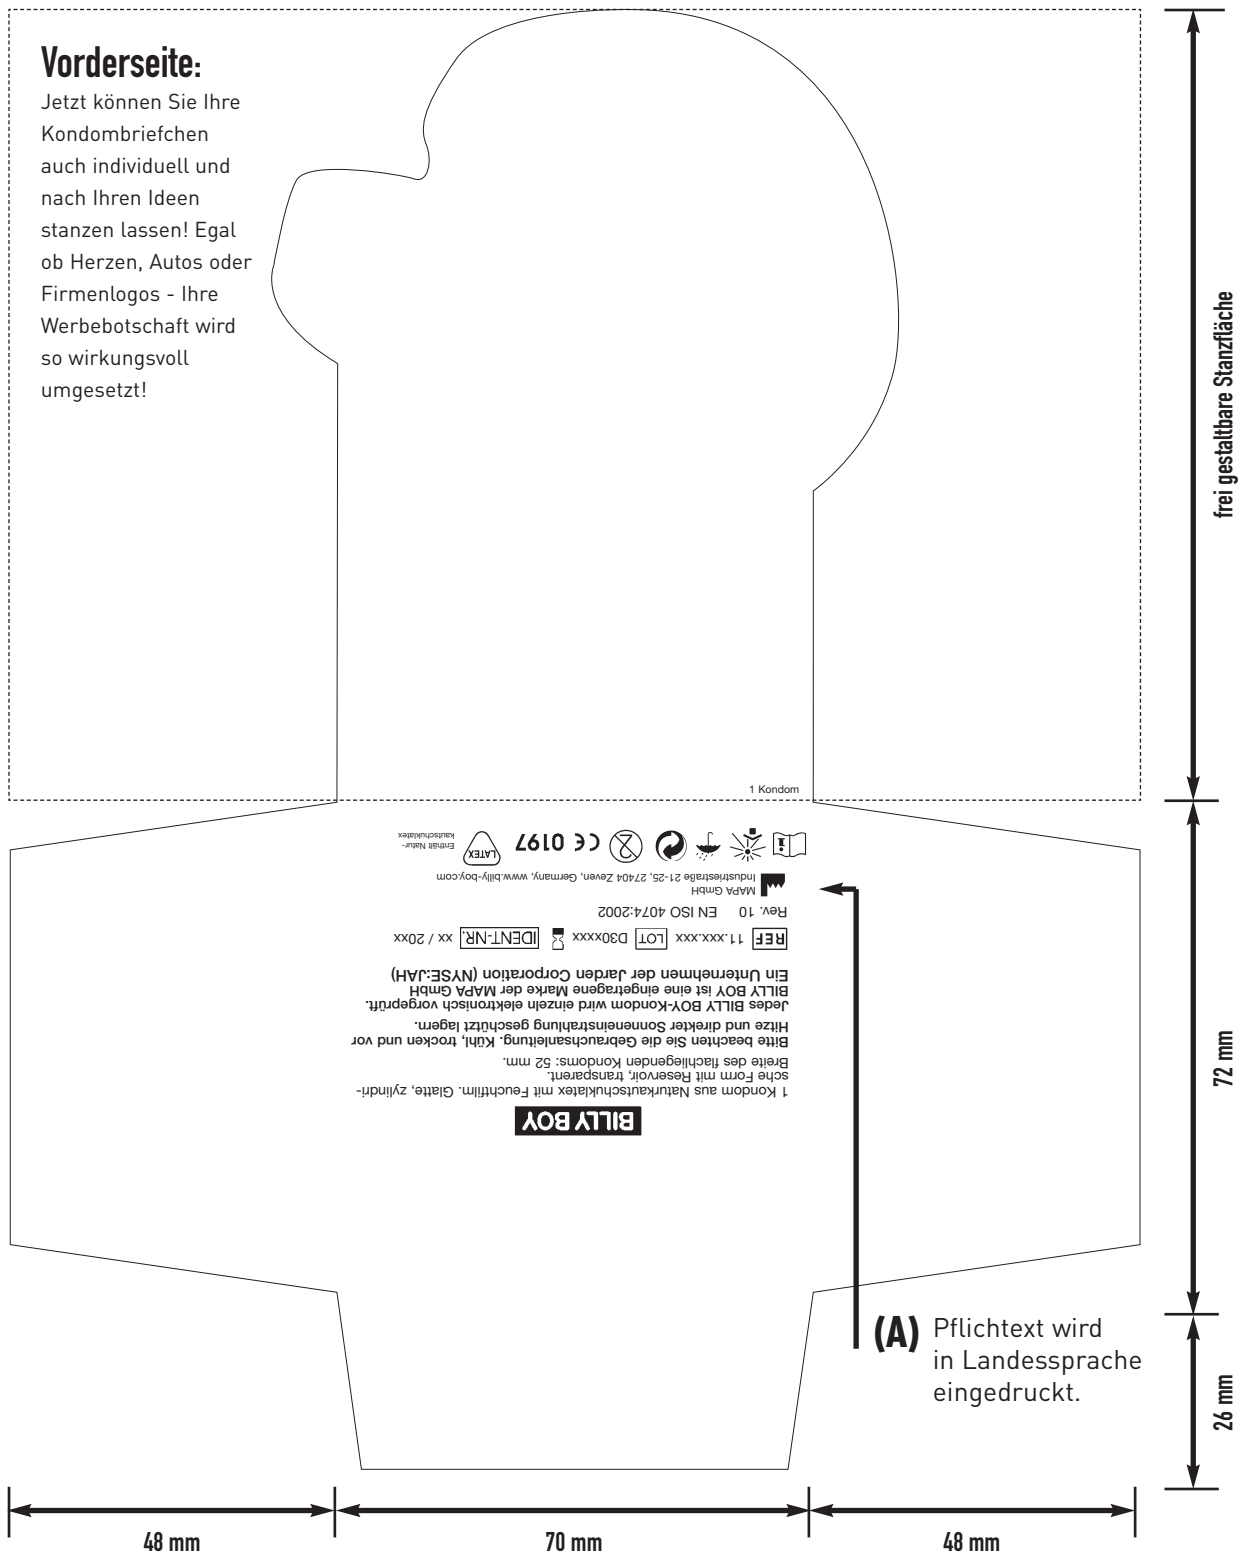 Vorderseite:
Jetzt können Sie Ihre
Kondombriefchen
auch individuell und
nach Ihren Ideen
stanzen lassen! Egal
ob Herzen, Autos oder
Firmenlogos - Ihre
Werbebotschaft wird
so wirkungsvoll
umgesetzt!
frei gestaltbare Stanzfläche
1 Kondom
BILLY BOY
1 Kondom aus Naturkautschuklatex mit Feuchtfilm. Glatte, zylindri-
sche Form mit Reservoir, transparent.
Breite des flachliegenden Kondoms: 52 mm.
Bitte beachten Sie die Gebrauchsanleitung. Kühl, trocken und vor
Hitze und direkter Sonneneinstrahlung geschützt lagern.
Jedes BILLY BOY-Kondom wird einzeln elektronisch vorgeprüft.
BILLY BOY ist eine eingetragene Marke der MAPA GmbH
Ein Unternehmen der Jarden Corporation (NYSE:JAH)
REF 11.xxx.xxx LOT D30xxxx IDENT-NR. xx / 20xx
Rev. 10 EN ISO 4074:2002
MAPA GmbH
Industriestraße 21-25, 27404 Zeven, Germany, www.billy-boy.com
i 2 CE 0197 LATEX
Enthält Natur-
kautschuklatex
72 mm
(A) Pflichtext wird
in Landessprache
eingedruckt.
26 mm
48 mm 70 mm 48 mm